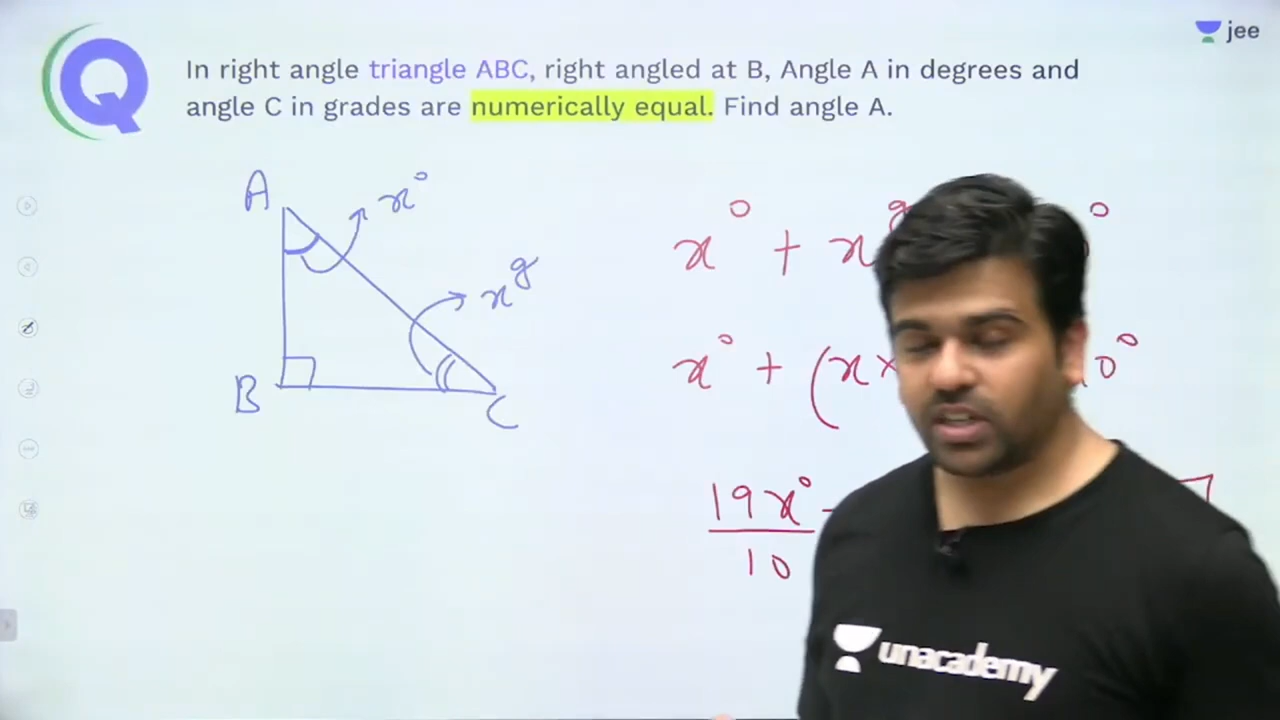 jee
Q
In right angle triangle ABC, right angled at B, Angle A in degrees and
angle C in grades are numerically equal. Find angle A.
A
x°
x^g
B
C
x° + x^g °
x° + (x× 0°
19x°
10
unacademy